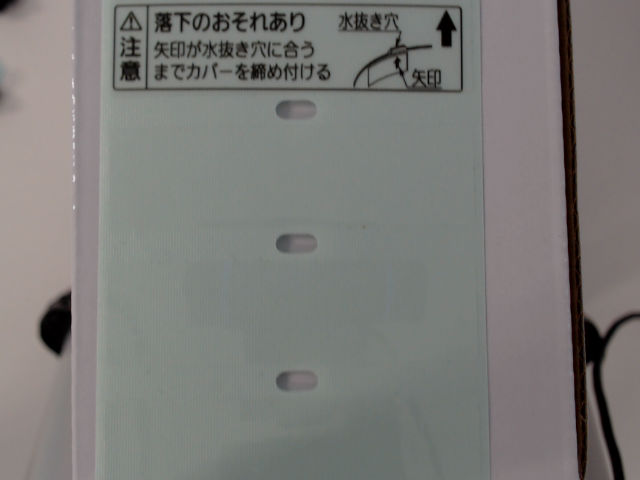 ⚠注意
落下のおそれあり
矢印が水抜き穴に合う
までカバーを締め付ける
水抜き穴
矢印